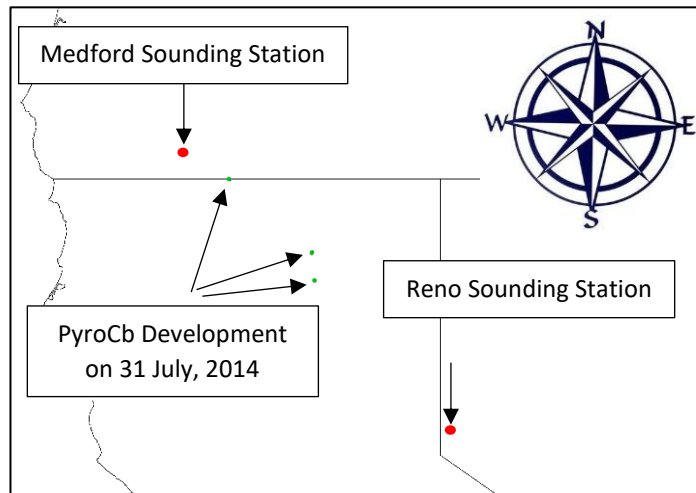 Medford Sounding Station
N
W
E
S
Reno Sounding Station
PyroCb Development
on 31 July, 2014